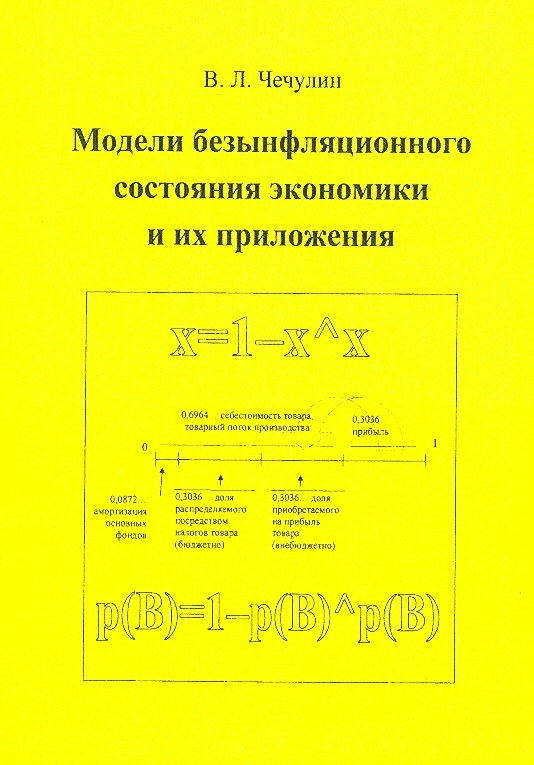 В. Л. Чечулин
Модели безынфляционного
состояния экономики
и их приложения
x=1–x^x
0,6964... себестоимость товара,
товарный поток производства
0,3036
прибыль
0
1
0,0872...
амортизация
основных
фондов
0,3036... доля
распределяемого
посредством
налогов товара
(бюджетно)
0,3036... доля
приобретаемого
на прибыль
товара
(внебюджетно)
p(B)=1–p(B)^p(B)